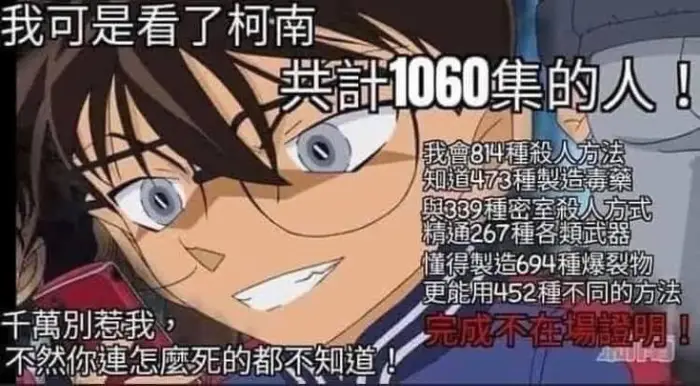 我可是看了柯南
共計1060集的人！
我會814種殺人方法
知道473種製造毒藥
與339種密室殺人方式
精通267種各類武器
懂得製造694種爆裂物
更能用452種不同的方法
完成不在場證明！
千萬別惹我，
不然你連怎麼死的都不知道！